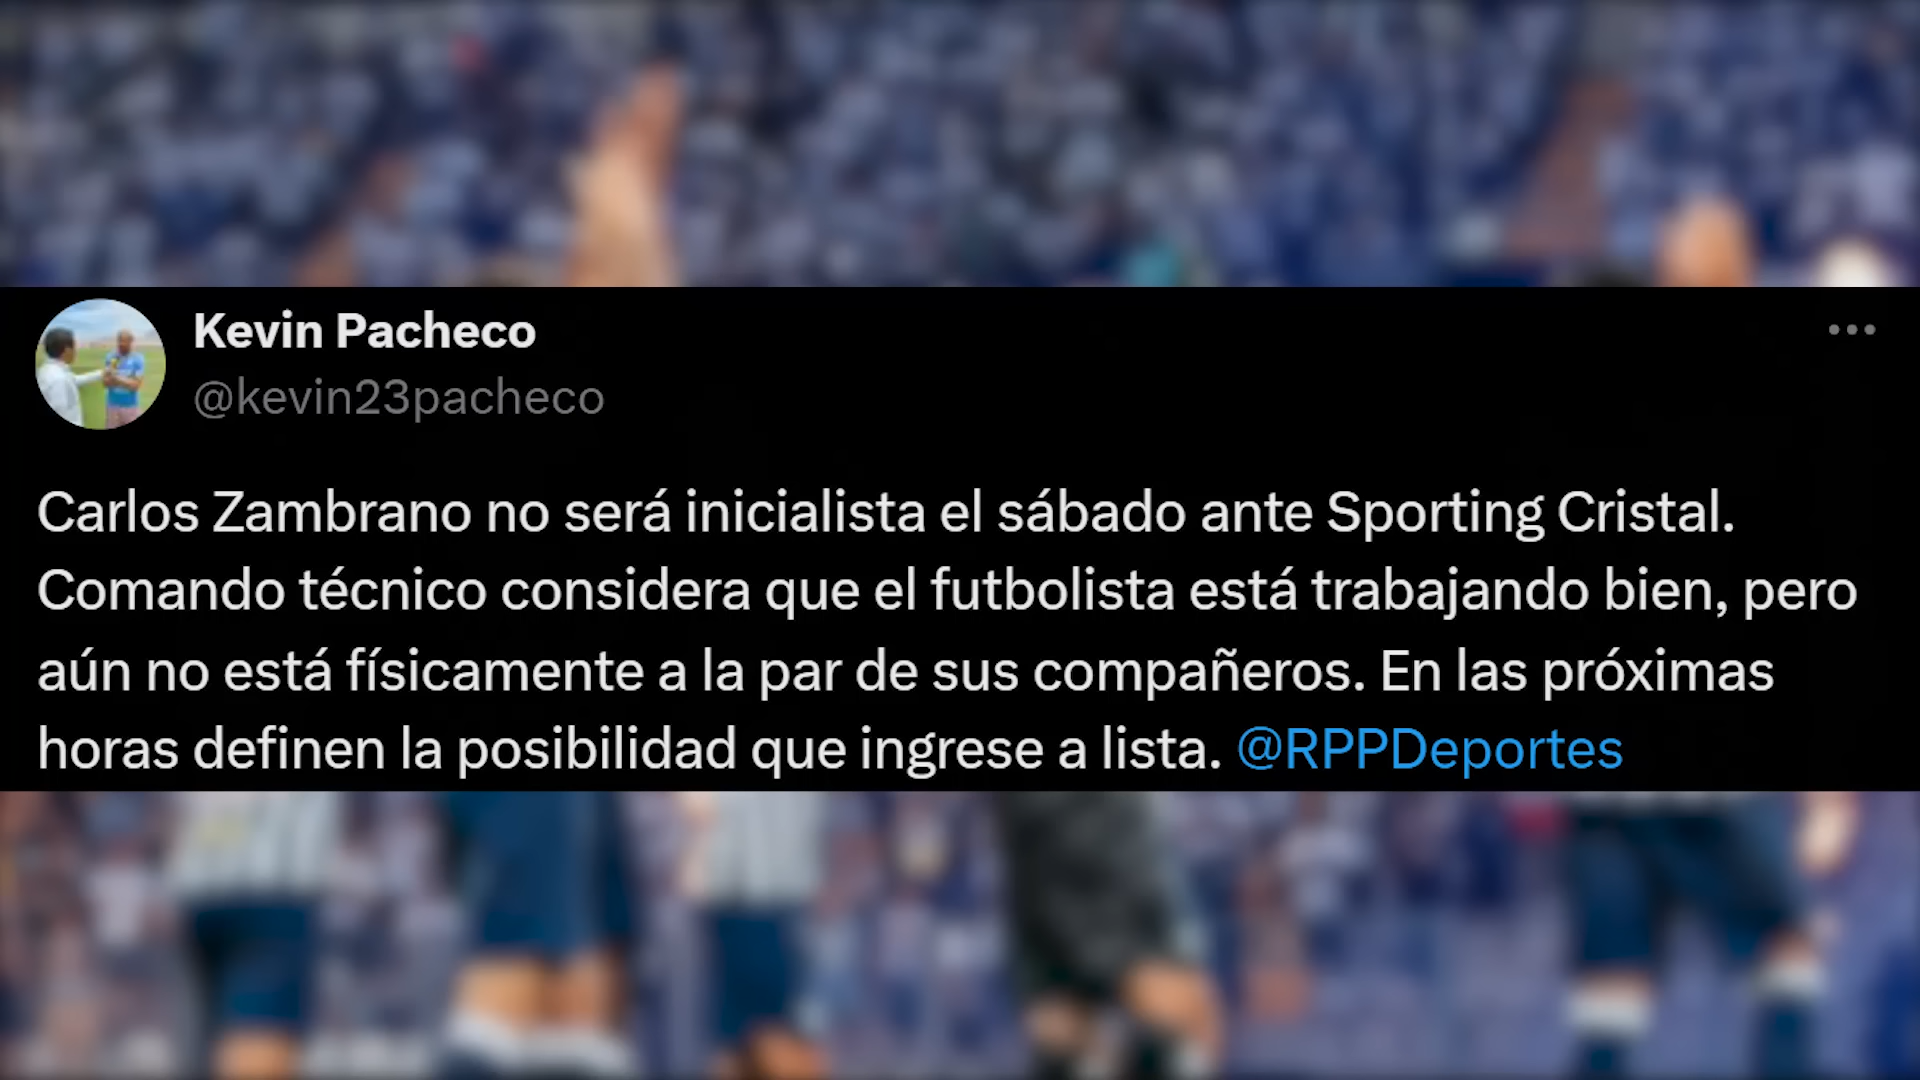 Kevin Pacheco
@kevin23pacheco
Carlos Zambrano no será inicialista el sábado ante Sporting Cristal.
Comando técnico considera que el futbolista está trabajando bien, pero
aún no está físicamente a la par de sus compañeros. En las próximas
horas definen la posibilidad que ingrese a lista. @RPPDeportes